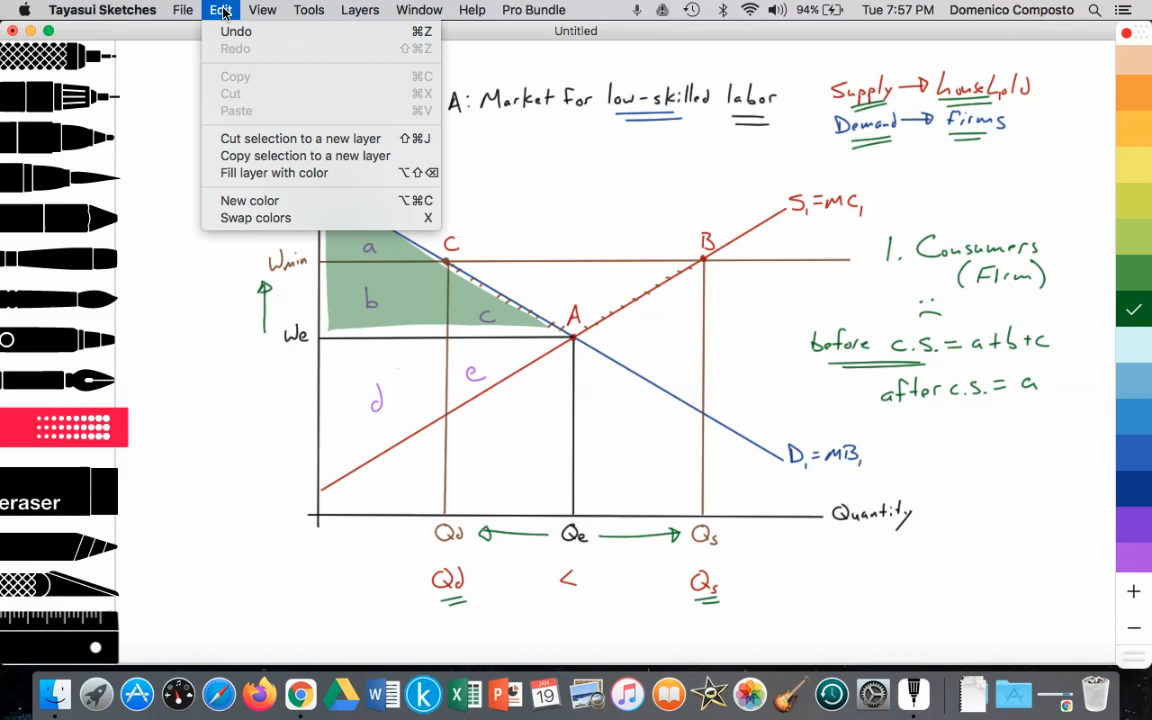 Tayasui Sketches File Edit View Tools Layers Window Help Pro Bundle 94% Tue 7:57 PM Domenico Composto
Untitled
Undo ⌘Z
Redo ⇧⌘Z
Copy ⌘C
Cut ⌘X
Paste ⌘V
Cut selection to a new layer ⇧⌘J
Copy selection to a new layer
Fill layer with color ⌥⇧⌫
New color ⌥⌘C
Swap colors X
A: Market for low-skilled labor
Supply → household
Demand → firms
S₁=MC₁
a
C
B
Wmin
b
c
A
We
e
d
D₁=MB₁
Quantity
Qd
Qe
Qs
Qd < Qs
1. Consumers
(Firm)
before c.s. = a+b+c
after c.s. = a
eraser
JAN
19